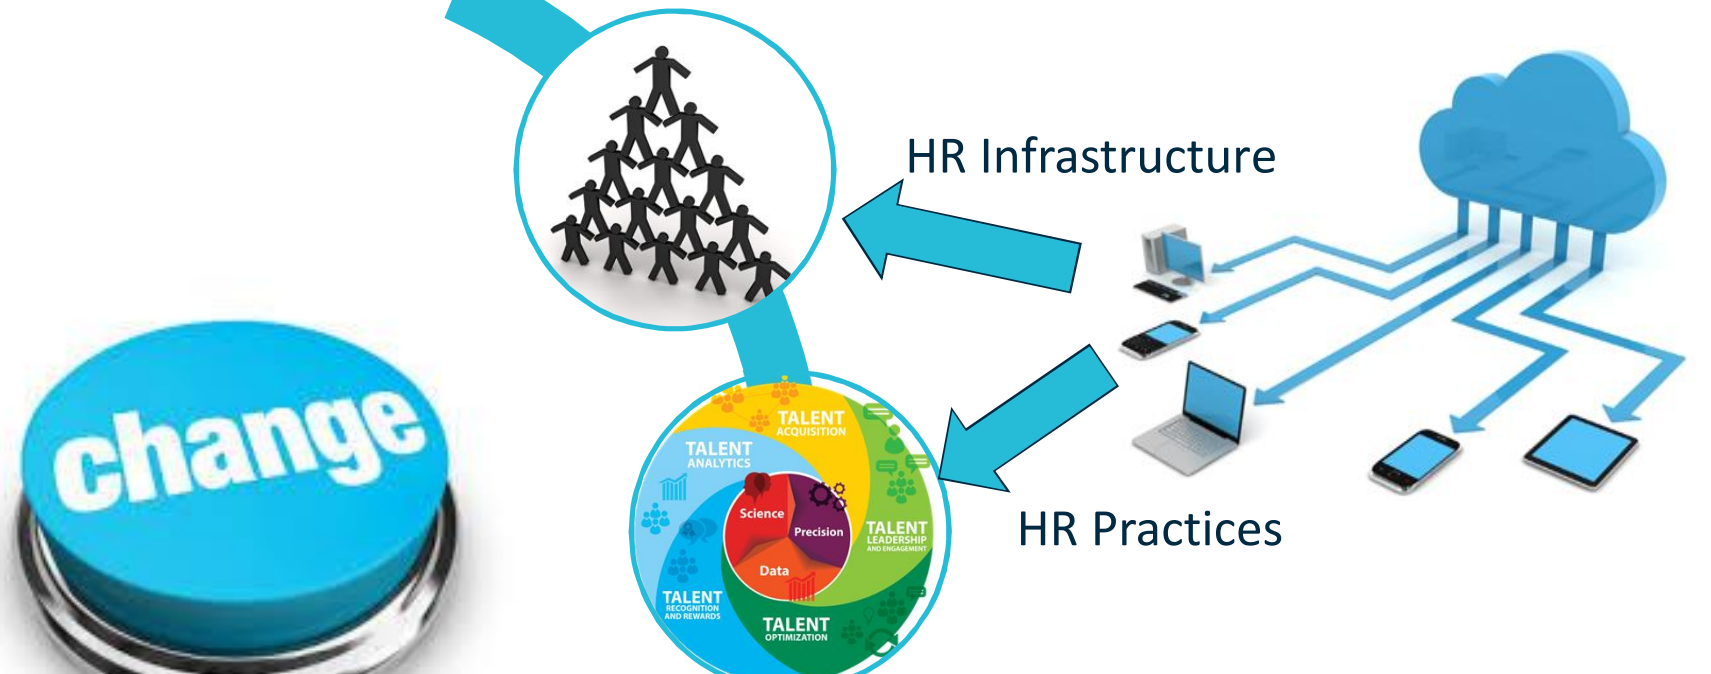 HR Infrastructure
change
TALENT
ACQUISITION
TALENT
ANALYTICS
Science
Precision
TALENT
LEADERSHIP
AND ENGAGEMENT
Data
TALENT
RECOGNITION
AND REWARDS
TALENT
OPTIMIZATION
HR Practices